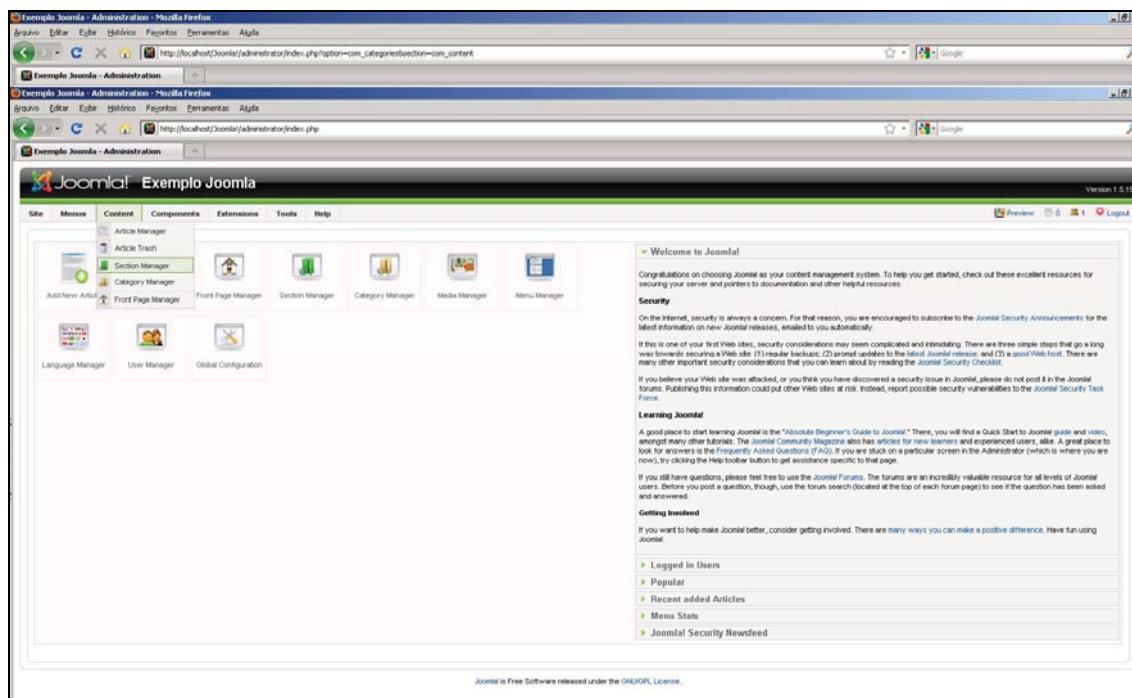 Exemplo Joomla - Administration - Mozilla Firefox
Arquivo Editar Exibir Histórico Favoritos Ferramentas Ajuda
http://localhost/Joomla!/administrator/index.php?option=com_categories&section=com_content
Google
Exemplo Joomla - Administration
Exemplo Joomla - Administration - Mozilla Firefox
Arquivo Editar Exibir Histórico Favoritos Ferramentas Ajuda
http://localhost/Joomla!/administrator/index.php
Google
Exemplo Joomla - Administration
Joomla! Exemplo Joomla
Version 1.5.15
Site Menus Content Components Extensions Tools Help
Preview 0 1 Logout
Article Manager
Article Trash
Section Manager
Category Manager
Front Page Manager
Add New Artic
Front Page Manager
Section Manager
Category Manager
Media Manager
Menu Manager
Language Manager
User Manager
Global Configuration
Welcome to Joomla!
Congratulations on choosing Joomla! as your content management system. To help you get started, check out these excellent resources for
securing your server and pointers to documentation and other helpful resources.
Security
On the Internet, security is always a concern. For that reason, you are encouraged to subscribe to the Joomla! Security Announcements for the
latest information on new Joomla! releases, emailed to you automatically.
If this is one of your first Web sites, security considerations may seem complicated and intimidating. There are three simple steps that go a long
way towards securing a Web site: (1) regular backups; (2) prompt updates to the latest Joomla! release; and (3) a good Web host. There are
many other important security considerations that you can learn about by reading the Joomla! Security Checklist.
If you believe your Web site was attacked, or you think you have discovered a security issue in Joomla!, please do not post it in the Joomla!
forums. Publishing this information could put other Web sites at risk. Instead, report possible security vulnerabilities to the Joomla! Security Task
Force.
Learning Joomla!
A good place to start learning Joomla! is the "Absolute Beginner's Guide to Joomla!." There, you will find a Quick Start to Joomla! guide and video,
amongst many other tutorials. The Joomla! Community Magazine also has articles for new learners and experienced users, alike. A great place to
look for answers is the Frequently Asked Questions (FAQ). If you are stuck on a particular screen in the Administrator (which is where you are
now), try clicking the Help toolbar button to get assistance specific to that page.
If you still have questions, please feel free to use the Joomla! Forums. The forums are an incredibly valuable resource for all levels of Joomla!
users. Before you post a question, though, use the forum search (located at the top of each forum page) to see if the question has been asked
and answered.
Getting Involved
If you want to help make Joomla! better, consider getting involved. There are many ways you can make a positive difference. Have fun using
Joomla!.
Logged in Users
Popular
Recent added Articles
Menu Stats
Joomla! Security Newsfeed
Joomla! is Free Software released under the GNU/GPL License.